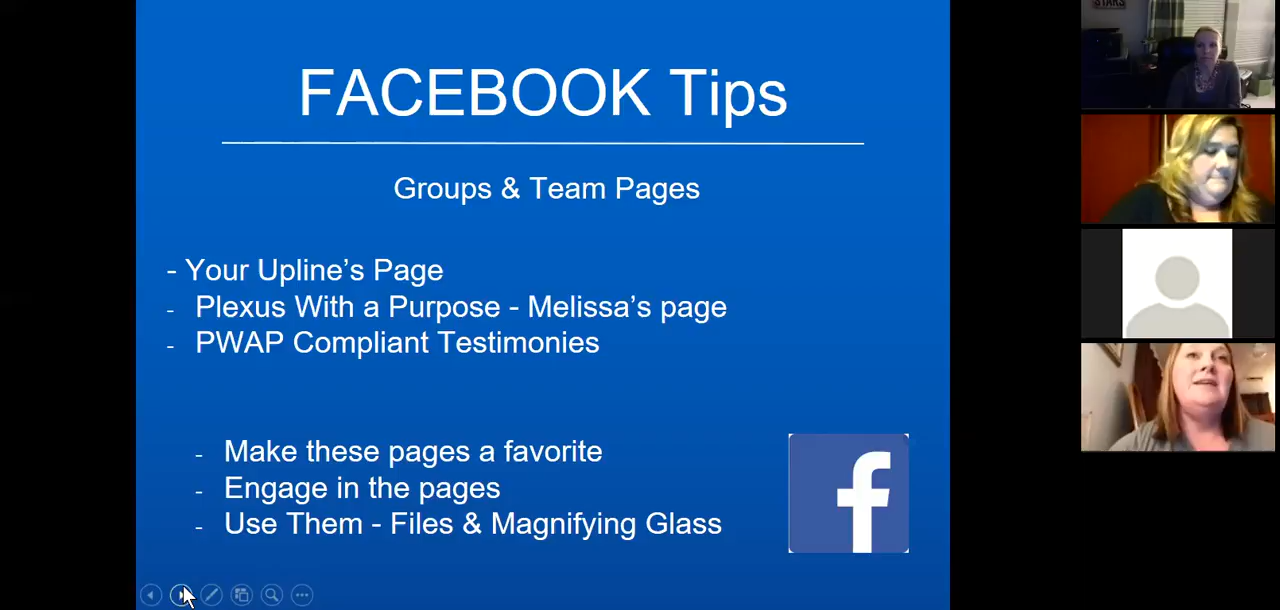 STARS
FACEBOOK Tips
Groups & Team Pages
- Your Upline's Page
- Plexus With a Purpose - Melissa's page
- PWAP Compliant Testimonies
- Make these pages a favorite
- Engage in the pages
- Use Them - Files & Magnifying Glass
f